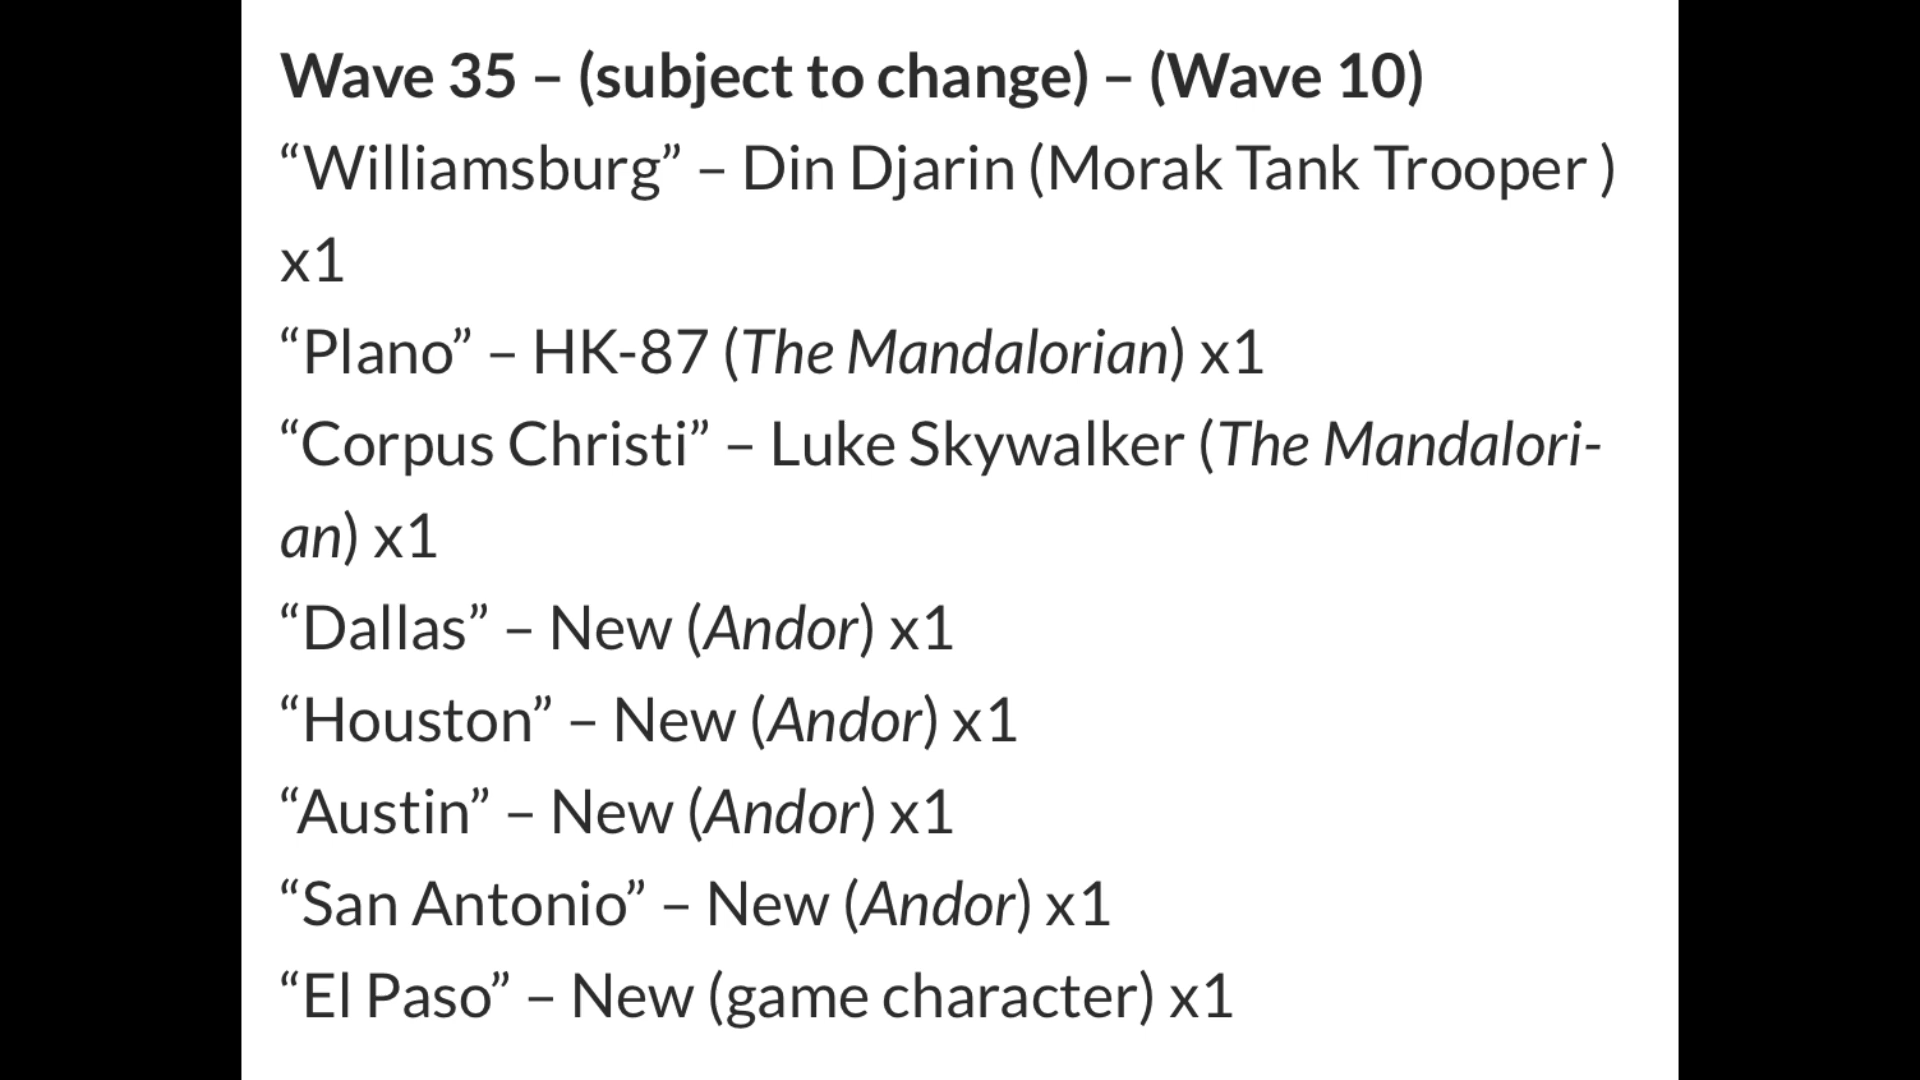 Wave 35 – (subject to change) – (Wave 10)
“Williamsburg” – Din Djarin (Morak Tank Trooper )
x1
“Plano” – HK-87 (The Mandalorian) x1
“Corpus Christi” – Luke Skywalker (The Mandalori-
an) x1
“Dallas” – New (Andor) x1
“Houston” – New (Andor) x1
“Austin” – New (Andor) x1
“San Antonio” – New (Andor) x1
“El Paso” – New (game character) x1